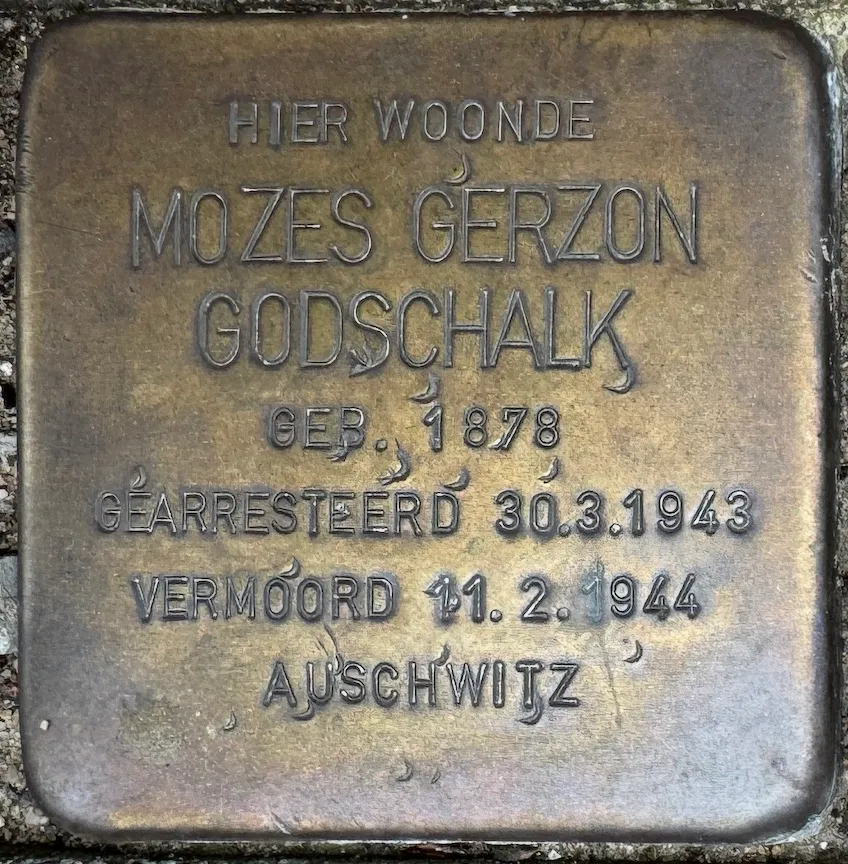 HIER WOONDE
MOZES GERZON
GODSCHALK
GEB. 1878
GEARRESTEERD 30.3.1943
VERMOORD 11.2.1944
AUSCHWITZ